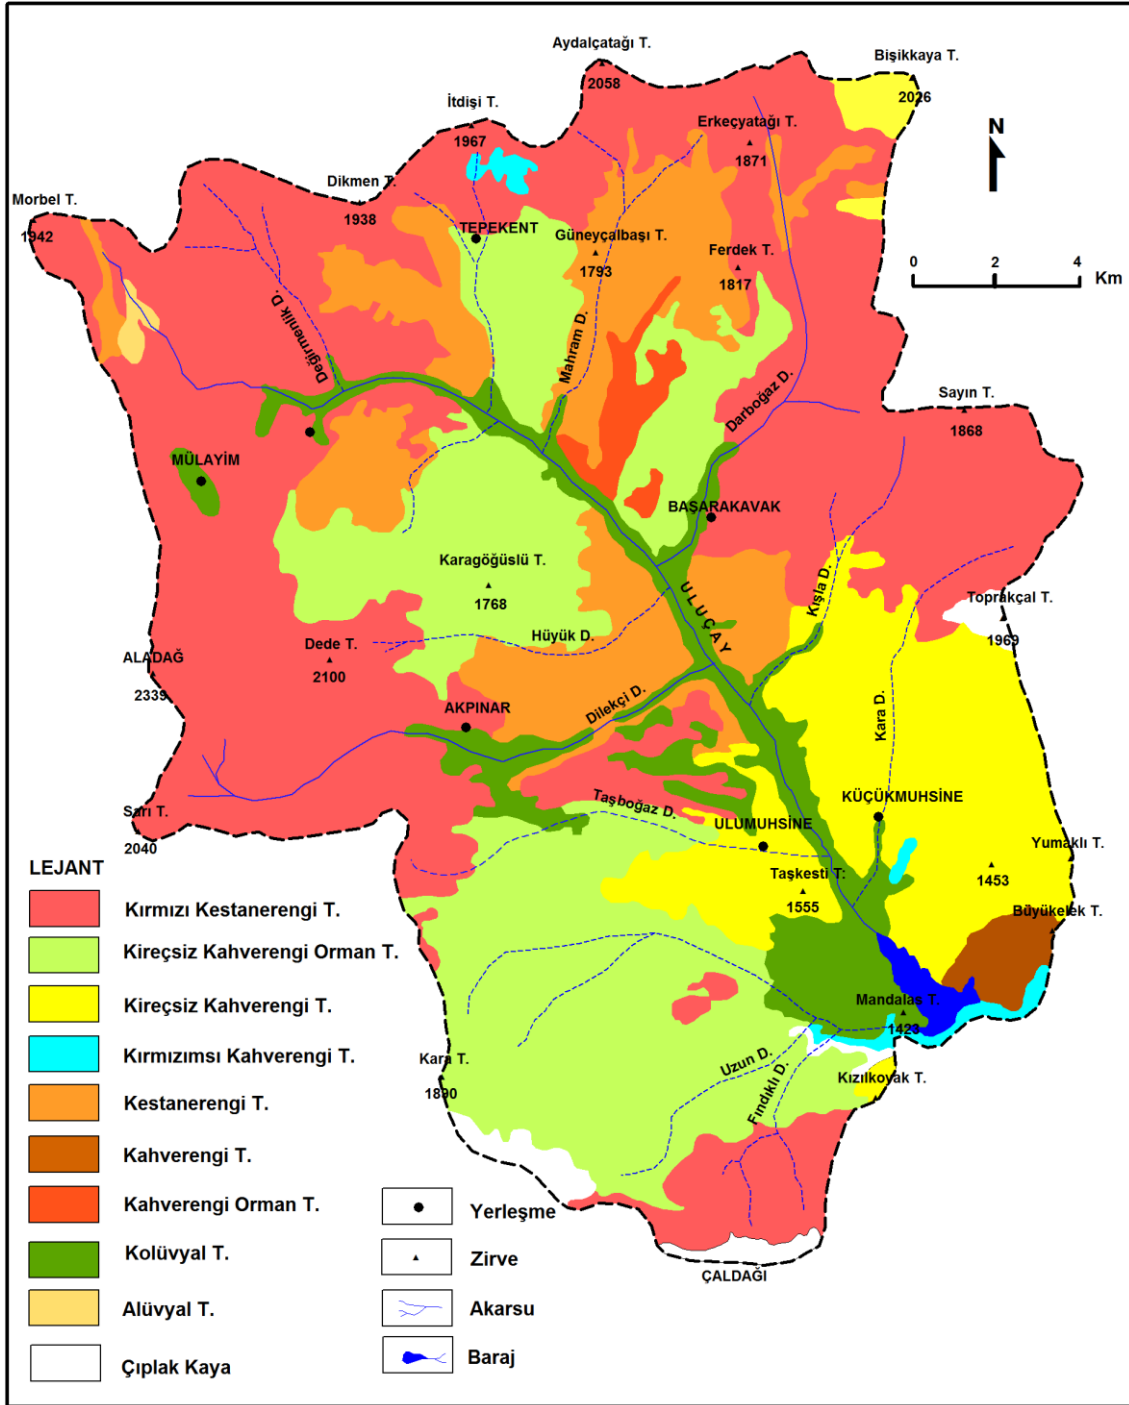 Aydalçatağı T.
2058
Bişikkaya T.
2026
İtdişi T.
1967
Erkeçyatağı T.
1871
N
Dikmen T.
1938
Morbel T.
1942
TEPEKENT
Güneyçalbaşı T.
1793
Ferdek T.
1817
0 2 4
Km
Değirmenlik D.
Mahram D.
Darboğaz D.
Sayın T.
1868
MÜLAYİM
BAŞARAKAVAK
Karagöğüslü T.
1768
ULUÇAY
Kışla D.
Toprakçal T.
1969
Hüyük D.
Dede T.
2100
ALADAĞ
2339
Dilekçi D.
Kara D.
AKPINAR
Taşboğaz D.
KÜÇÜKMUHSİNE
Sarı T.
2040
ULUMUHSİNE
Yumaklı T.
1453
Taşkesti T.
1555
Büyükelek T.
Mandalas T.
1423
Kara T.
1890
Uzun D.
Fındıklı D.
Kızılkoyak T.
ÇALDAĞI
LEJANT
Kırmızı Kestanerengi T.
Kireçsiz Kahverengi Orman T.
Kireçsiz Kahverengi T.
Kırmızımsı Kahverengi T.
Kestanerengi T.
Kahverengi T.
Kahverengi Orman T.
Kolüvyal T.
Alüvyal T.
Çıplak Kaya
Yerleşme
Zirve
Akarsu
Baraj